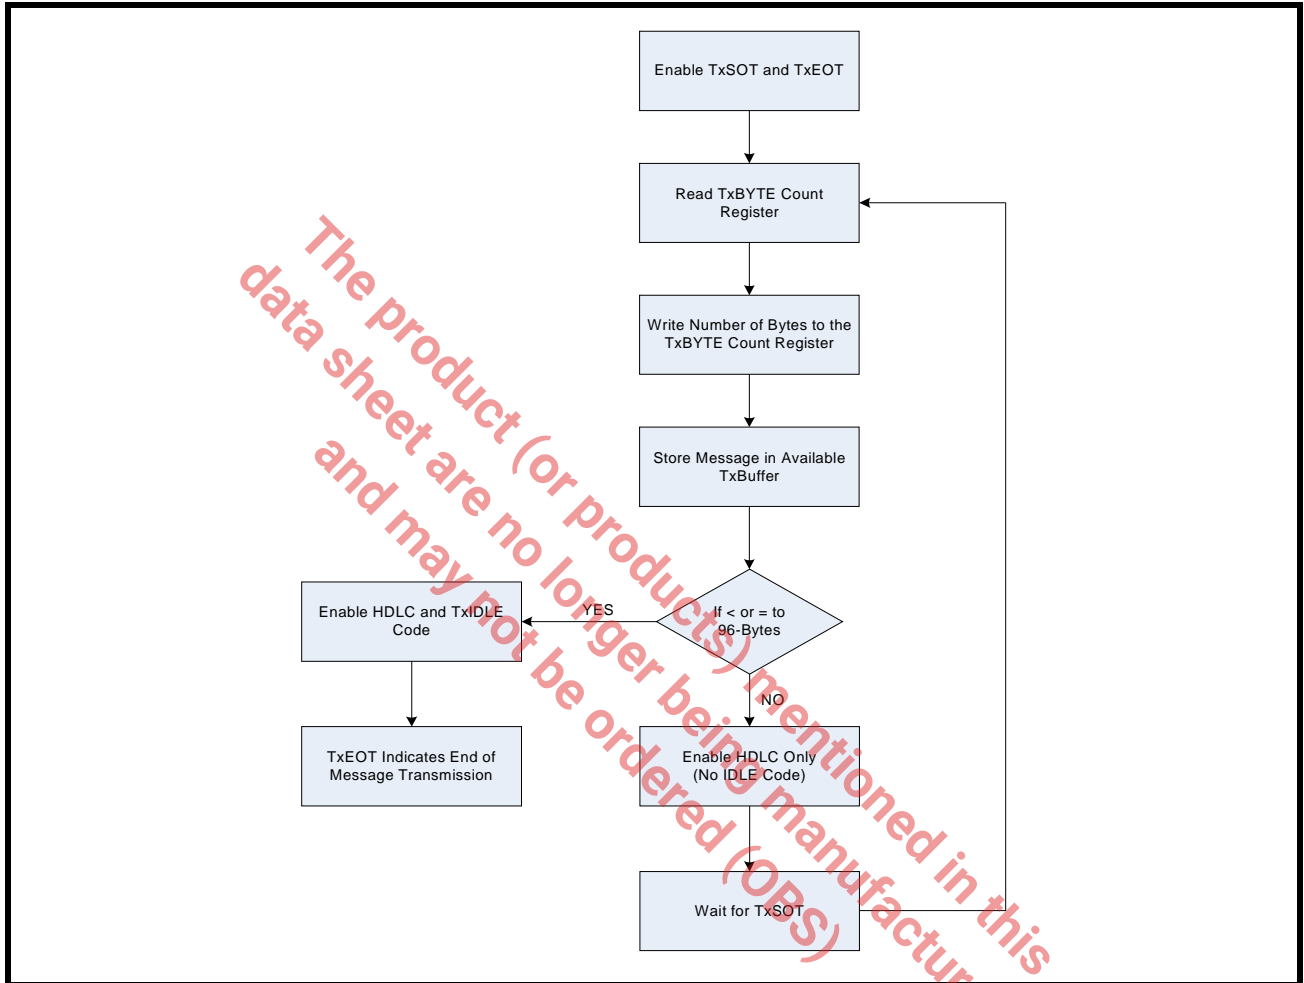 Enable TxSOT and TxEOT
Read TxBYTE Count
Register
Write Number of Bytes to the
TxBYTE Count Register
Store Message in Available
TxBuffer
If < or = to
96-Bytes
YES
Enable HDLC and TxIDLE
Code
TxEOT Indicates End of
Message Transmission
NO
Enable HDLC Only
(No IDLE Code)
Wait for TxSOT
The product (or products) mentioned in this
data sheet are no longer being manufactur
and may not be ordered (OBS)